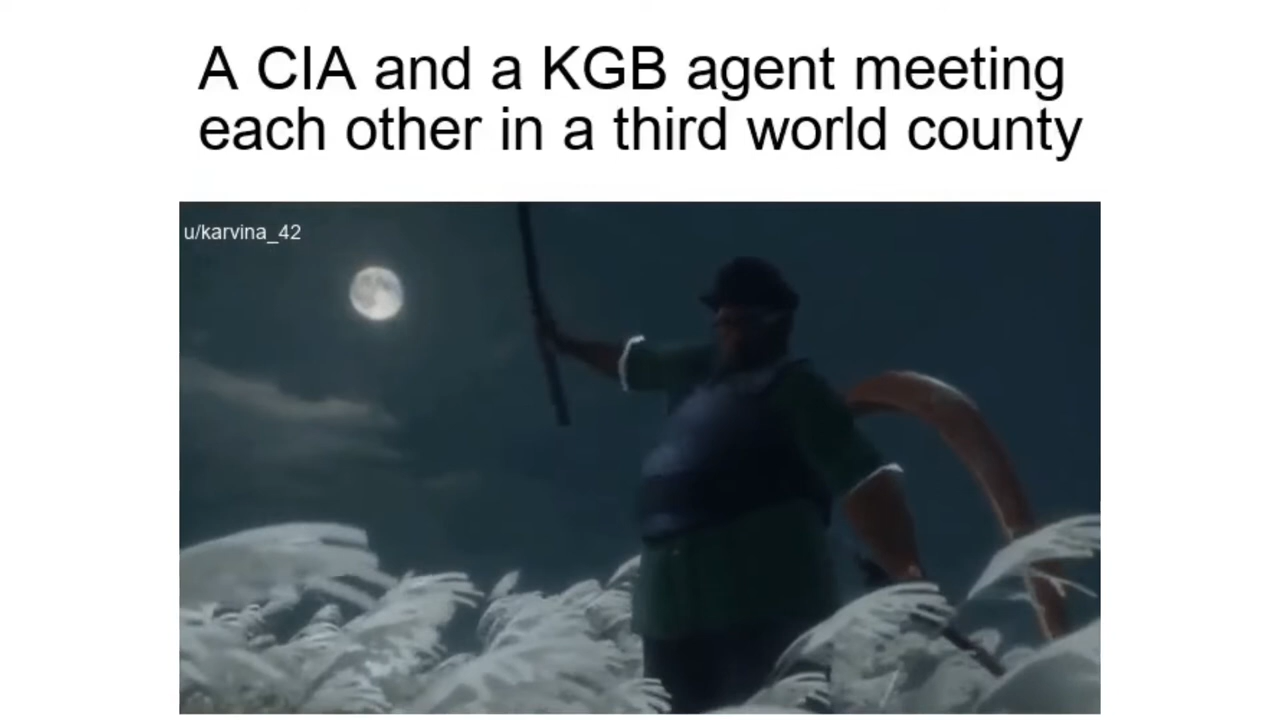 A CIA and a KGB agent meeting
each other in a third world county
u/karvina_42